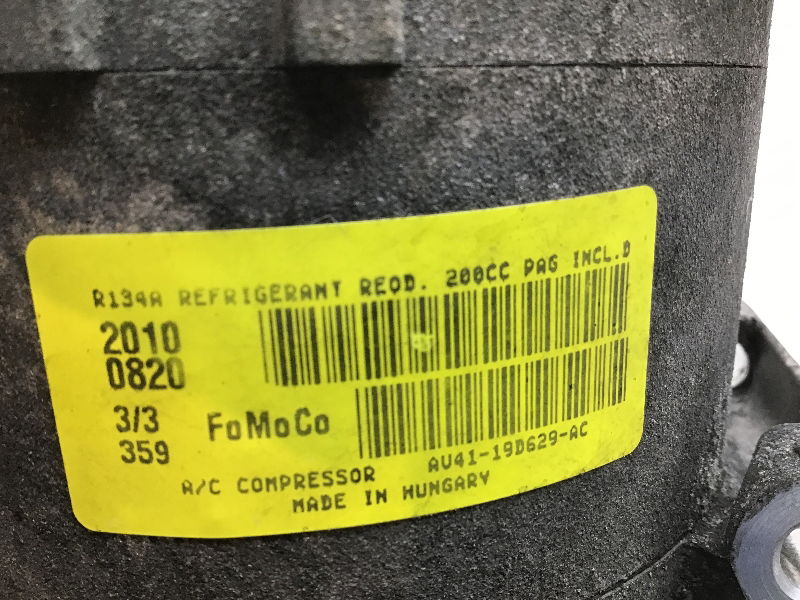 R134A REFRIGERANT REQD. 200CC PAG INCL.D
2010
0820
3/3
359
FoMoCo
AV41-19D629-AC
A/C COMPRESSOR
MADE IN HUNGARY